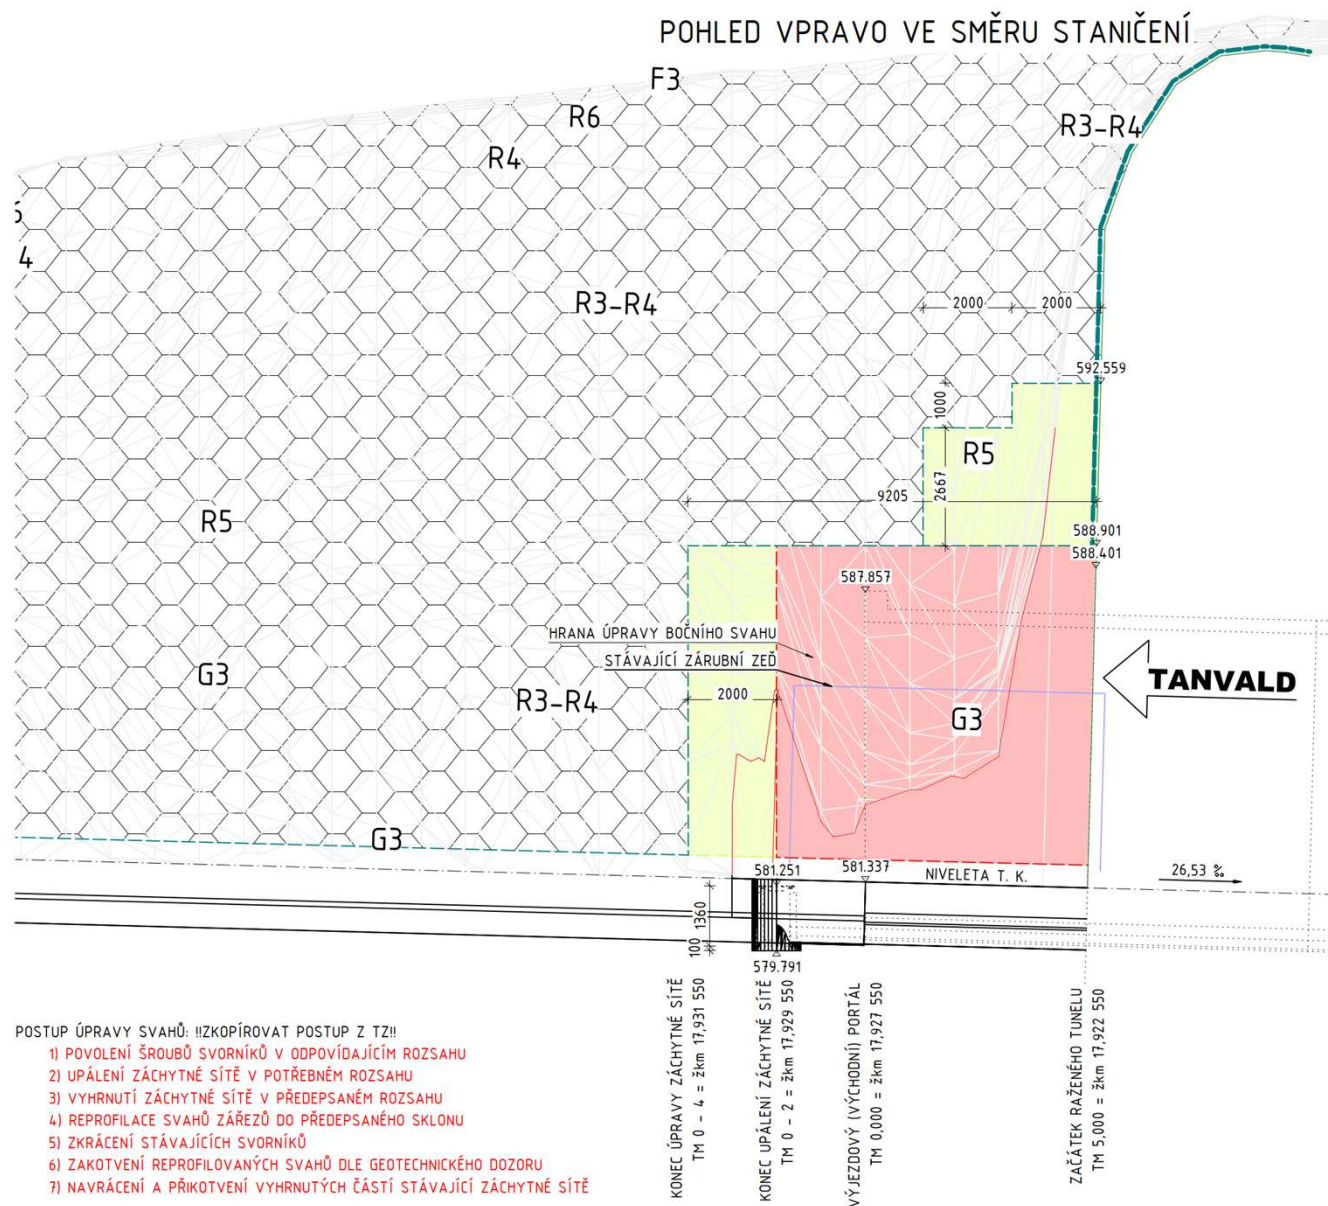 POHLED VPRAVO VE SMĚRU STANIČENÍ
F3
R6
R3-R4
R4
4
R3-R4
2000
2000
592.559
1000
R5
2667
9205
R5
588.901
588.401
587.857
HRANA ÚPRAVY BOČNÍHO SVAHU
STÁVAJÍCÍ ZÁRUBNÍ ZEĎ
G3
TANVALD
2000
R3-R4
G3
G3
581.251
581.337
NIVELETA T. K.
26,53 ‰
1360
100
579.791
KONEC ÚPRAVY ZÁCHYTNÉ SÍTĚ
TM 0 - 4 = žkm 17,931 550
KONEC UPÁLENÍ ZÁCHYTNÉ SÍTĚ
TM 0 - 2 = žkm 17,929 550
VÝJEZDOVÝ (VÝCHODNÍ) PORTÁL
TM 0,000 = žkm 17,927 550
ZAČÁTEK RAŽENÉHO TUNELU
TM 5,000 = žkm 17,922 550
POSTUP ÚPRAVY SVAHŮ: !!ZKOPÍROVAT POSTUP Z TZ!!
1) POVOLENÍ ŠROUBŮ SVORNÍKŮ V ODPOVÍDAJÍCÍM ROZSAHU
2) UPÁLENÍ ZÁCHYTNÉ SÍTĚ V POTŘEBNÉM ROZSAHU
3) VYHRNUTÍ ZÁCHYTNÉ SÍTĚ V PŘEDEPSANÉM ROZSAHU
4) REPROFILACE SVAHŮ ZÁŘEZŮ DO PŘEDEPSANÉHO SKLONU
5) ZKRÁCENÍ STÁVAJÍCÍCH SVORNÍKŮ
6) ZAKOTVENÍ REPROFILOVANÝCH SVAHŮ DLE GEOTECHNICKÉHO DOZORU
7) NAVRÁCENÍ A PŘIKOTVENÍ VYHRNUTÝCH ČÁSTÍ STÁVAJÍCÍ ZÁCHYTNÉ SÍTĚ